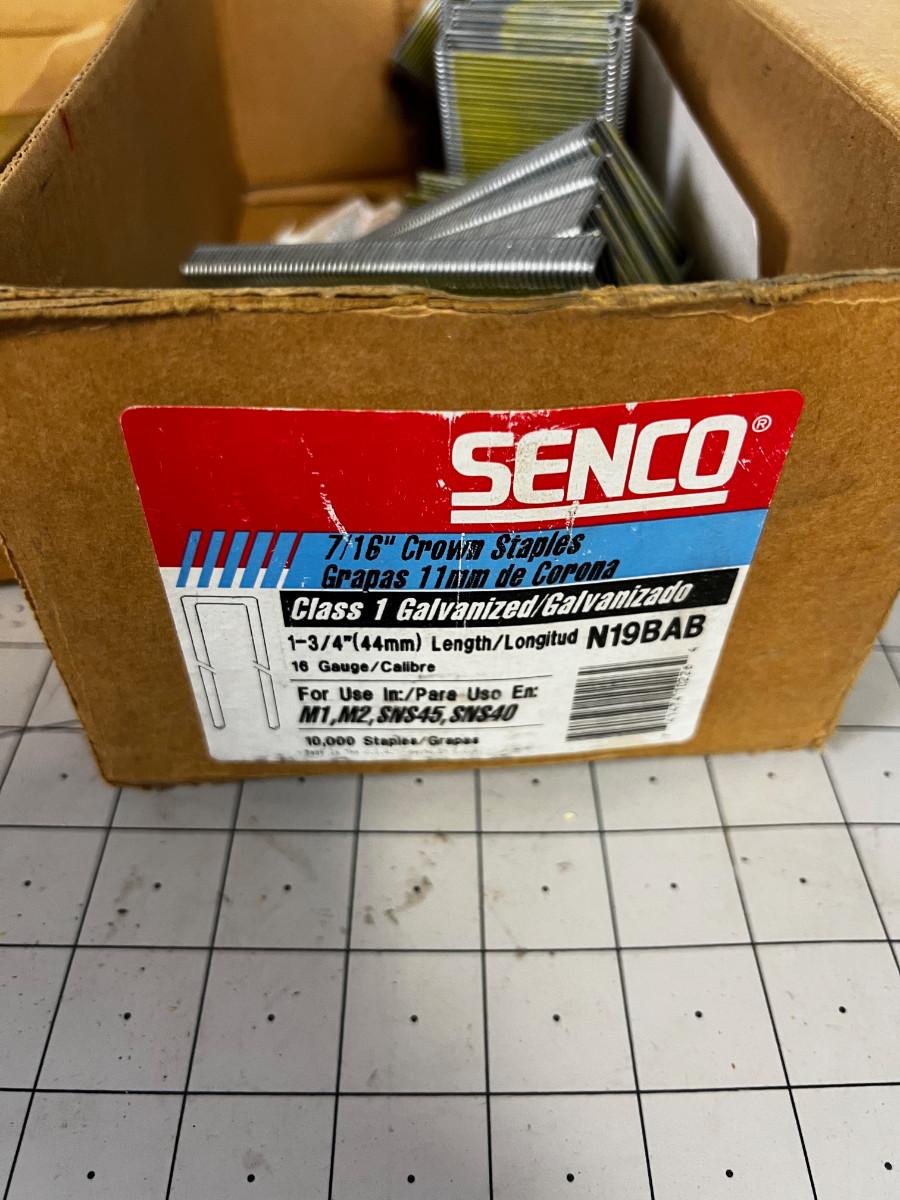 SENCO®
7/16" Crown Staples
Grapas 11mm de Corona
Class 1 Galvanized/Galvanizado
1-3/4"(44mm) Length/Longitud N19BAB
16 Gauge/Calibre
For Use In:/Para Uso En:
M1,M2,SNS45,SNS40
10,000 Staples/Grapas